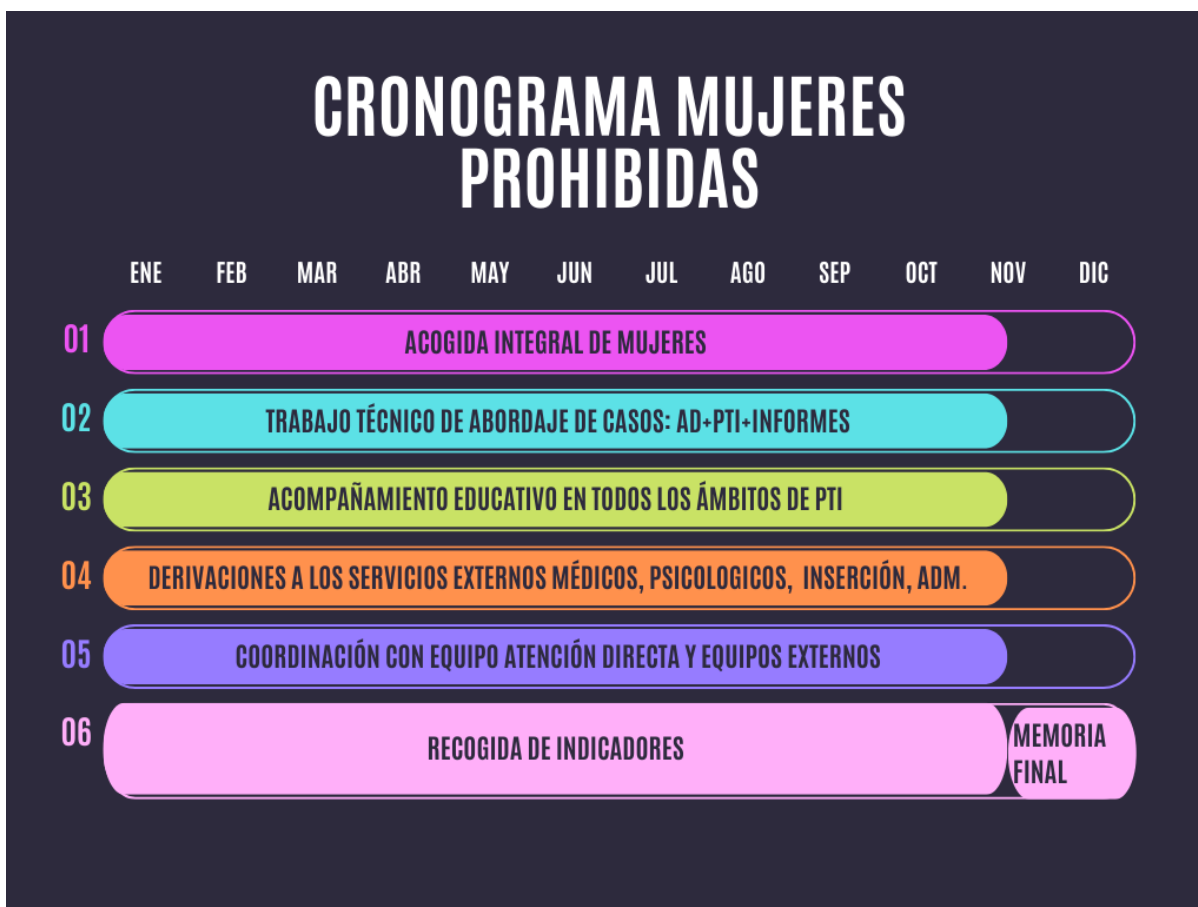 CRONOGRAMA MUJERES
PROHIBIDAS
ENE FEB MAR ABR MAY JUN JUL AGO SEP OCT NOV DIC
01 ACOGIDA INTEGRAL DE MUJERES
02 TRABAJO TÉCNICO DE ABORDAJE DE CASOS: AD+PTI+INFORMES
03 ACOMPAÑAMIENTO EDUCATIVO EN TODOS LOS ÁMBITOS DE PTI
04 DERIVACIONES A LOS SERVICIOS EXTERNOS MÉDICOS, PSICOLOGICOS, INSERCIÓN, ADM.
05 COORDINACIÓN CON EQUIPO ATENCIÓN DIRECTA Y EQUIPOS EXTERNOS
06 RECOGIDA DE INDICADORES
MEMORIA
FINAL